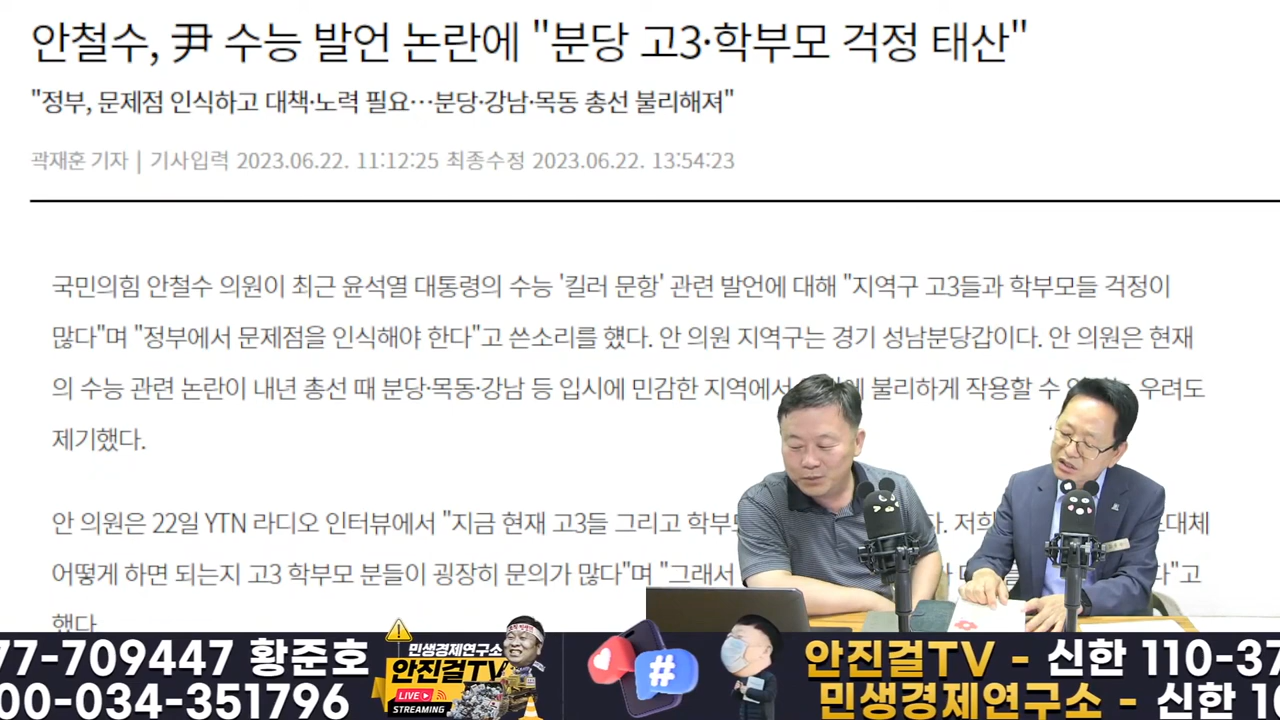 안철수, 尹 수능 발언 논란에 "분당 고3·학부모 걱정 태산"
"정부, 문제점 인식하고 대책·노력 필요…분당·강남·목동 총선 불리해져"
곽재훈 기자 | 기사입력 2023.06.22. 11:12:25 최종수정 2023.06.22. 13:54:23
국민의힘 안철수 의원이 최근 윤석열 대통령의 수능 '킬러 문항' 관련 발언에 대해 "지역구 고3들과 학부모들 걱정이
많다"며 "정부에서 문제점을 인식해야 한다"고 쓴소리를 했다. 안 의원 지역구는 경기 성남분당갑이다. 안 의원은 현재
의 수능 관련 논란이 내년 총선 때 분당·목동·강남 등 입시에 민감한 지역에서 불리하게 작용할 수 우려도
제기했다.
안 의원은 22일 YTN 라디오 인터뷰에서 "지금 현재 고3들 그리고 저희
어떻게 하면 되는지 고3 학부모 분들이 굉장히 문의가 많다"며 "그래서
했다
77-709447 황준호
00-034-351796
민생경제연구소
안진걸TV
LIVE
STREAMING
#
안진걸TV - 신한 110-37
민생경제연구소 - 신한 10